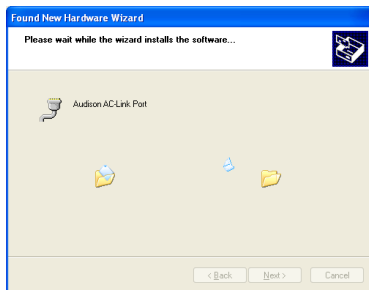 Found New Hardware Wizard
Please wait while the wizard installs the software...
Audison AC-Link Port
< Back
Next >
Cancel